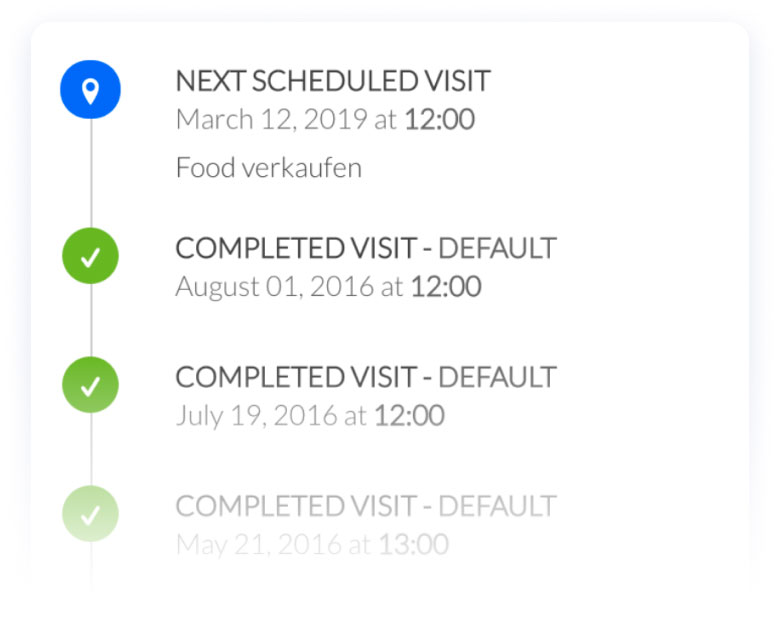 NEXT SCHEDULED VISIT
March 12, 2019 at 12:00
Food verkaufen
COMPLETED VISIT - DEFAULT
August 01, 2016 at 12:00
COMPLETED VISIT - DEFAULT
July 19, 2016 at 12:00
COMPLETED VISIT - DEFAULT
May 21, 2016 at 13:00